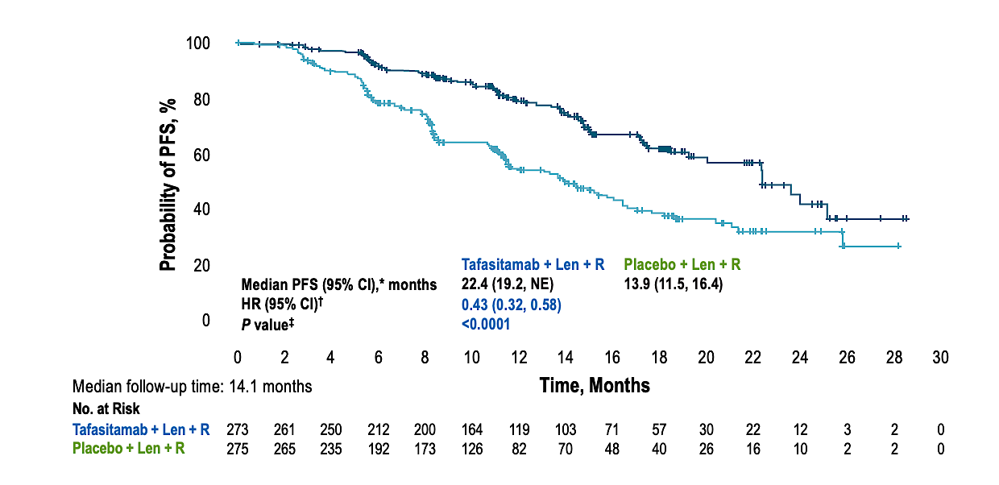 100
80
60
40
20
0
Probability of PFS, %
Tafasitamab + Len + R Placebo + Len + R
Median PFS (95% CI),* months 22.4 (19.2, NE) 13.9 (11.5, 16.4)
HR (95% CI)† 0.43 (0.32, 0.58)
P value‡ <0.0001
0 2 4 6 8 10 12 14 16 18 20 22 24 26 28 30
Median follow-up time: 14.1 months Time, Months
No. at Risk
Tafasitamab + Len + R 273 261 250 212 200 164 119 103 71 57 30 22 12 3 2 0
Placebo + Len + R 275 265 235 192 173 126 82 70 48 40 26 16 10 2 2 0